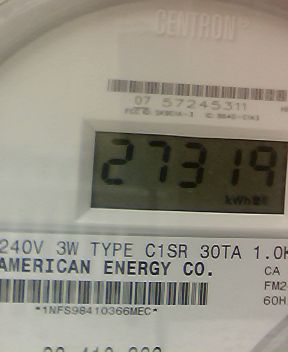 CENTRON®
07 57245311
27319
kWh
240V 3W TYPE C1SR 30TA 1.0K
AMERICAN ENERGY CO.
CA
FM2
60H
*1NFS98410366MEC*